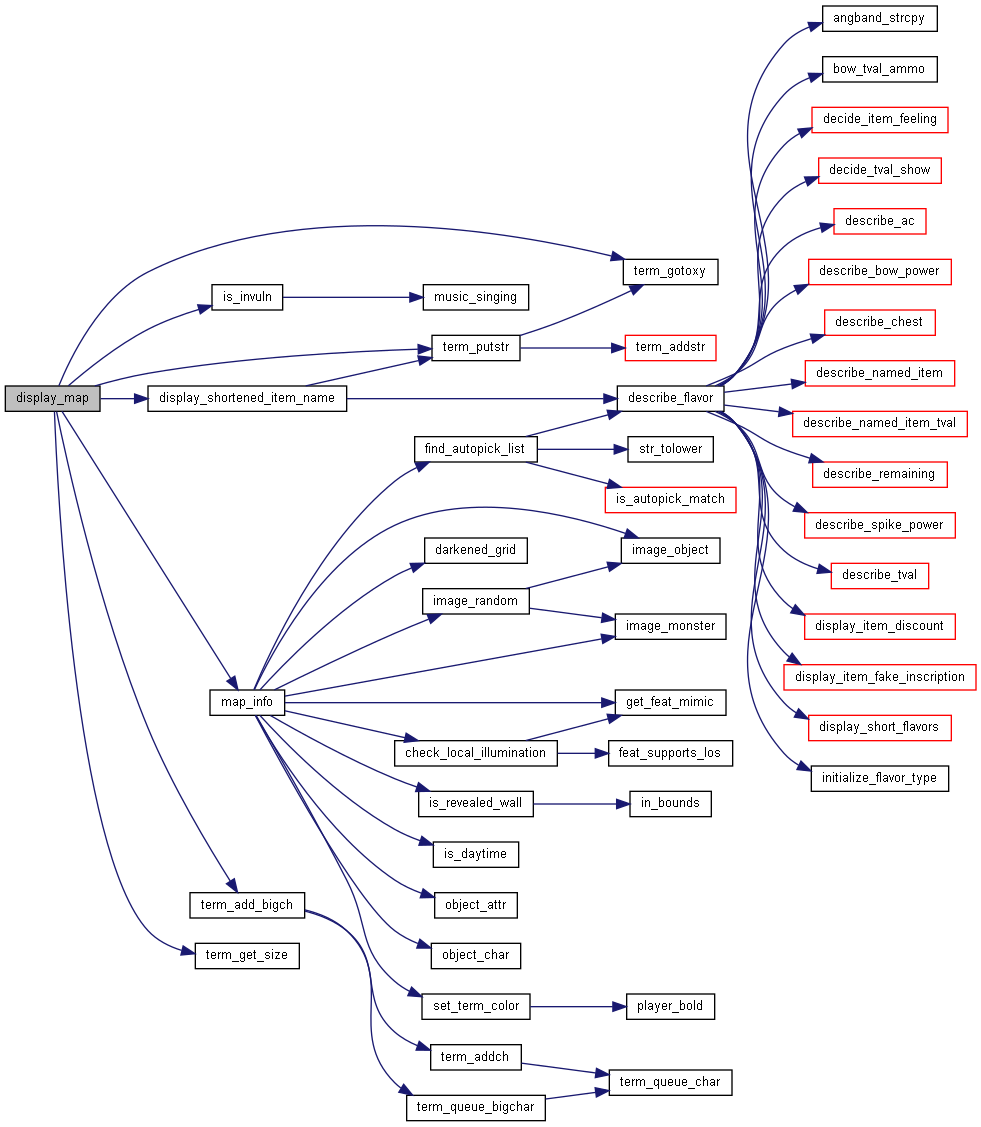 angband_strcpy
bow_tval_ammo
decide_item_feeling
decide_tval_show
describe_ac
term_gotoxy
describe_bow_power
is_invuln
music_singing
describe_chest
term_putstr
term_addstr
describe_named_item
display_map
display_shortened_item_name
describe_flavor
describe_named_item_tval
find_autopick_list
str_tolower
describe_remaining
is_autopick_match
describe_spike_power
darkened_grid
image_object
describe_tval
image_random
image_monster
display_item_discount
display_item_fake_inscription
map_info
get_feat_mimic
display_short_flavors
check_local_illumination
feat_supports_los
initialize_flavor_type
is_revealed_wall
in_bounds
is_daytime
term_add_bigch
object_attr
term_get_size
object_char
set_term_color
player_bold
term_addch
term_queue_char
term_queue_bigchar